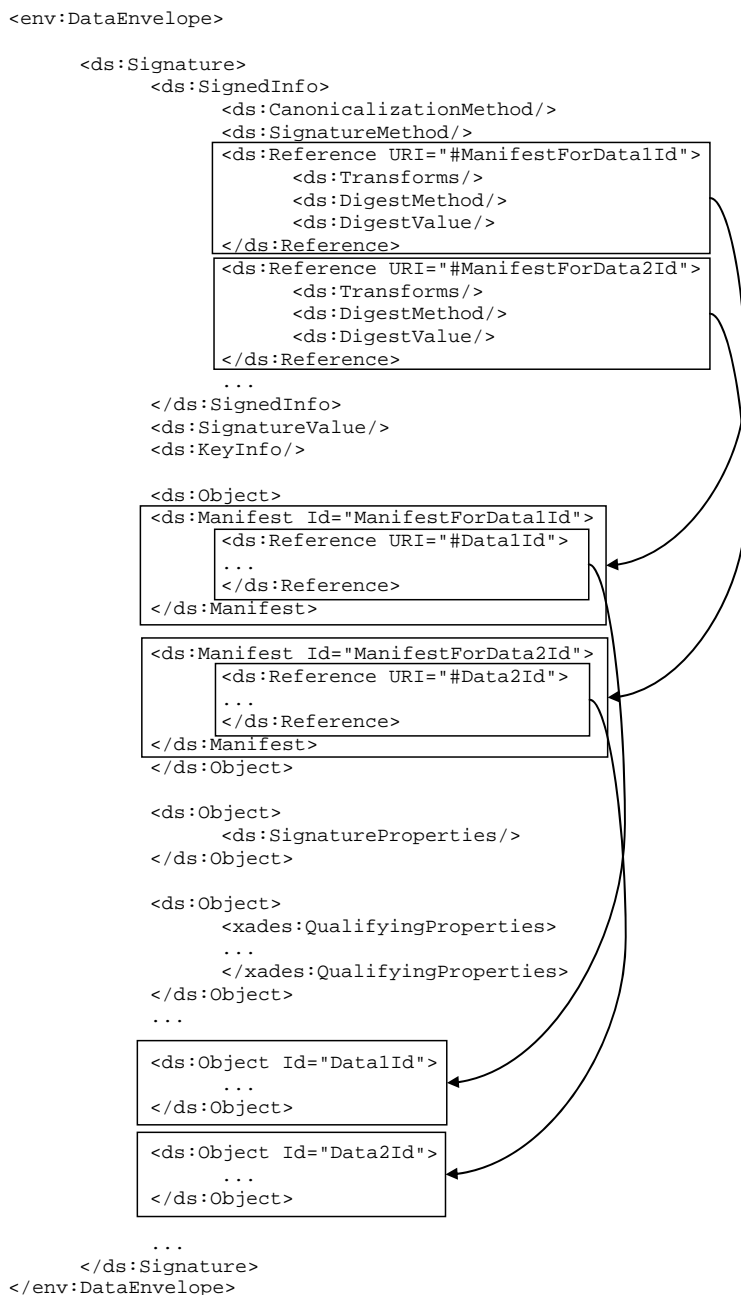 <env:DataEnvelope>
<ds:Signature>
<ds:SignedInfo>
<ds:CanonicalizationMethod/>
<ds:SignatureMethod/>
<ds:Reference URI="#ManifestForData1Id">
<ds:Transforms/>
<ds:DigestMethod/>
<ds:DigestValue/>
</ds:Reference>
<ds:Reference URI="#ManifestForData2Id">
<ds:Transforms/>
<ds:DigestMethod/>
<ds:DigestValue/>
</ds:Reference>
...
</ds:SignedInfo>
<ds:SignatureValue/>
<ds:KeyInfo/>
<ds:Object>
<ds:Manifest Id="ManifestForData1Id">
<ds:Reference URI="#Data1Id">
...
</ds:Reference>
</ds:Manifest>
<ds:Manifest Id="ManifestForData2Id">
<ds:Reference URI="#Data2Id">
...
</ds:Reference>
</ds:Manifest>
</ds:Object>
<ds:Object>
<ds:SignatureProperties/>
</ds:Object>
<ds:Object>
<xades:QualifyingProperties>
...
</xades:QualifyingProperties>
</ds:Object>
...
<ds:Object Id="Data1Id">
...
</ds:Object>
<ds:Object Id="Data2Id">
...
</ds:Object>
...
</ds:Signature>
</env:DataEnvelope>